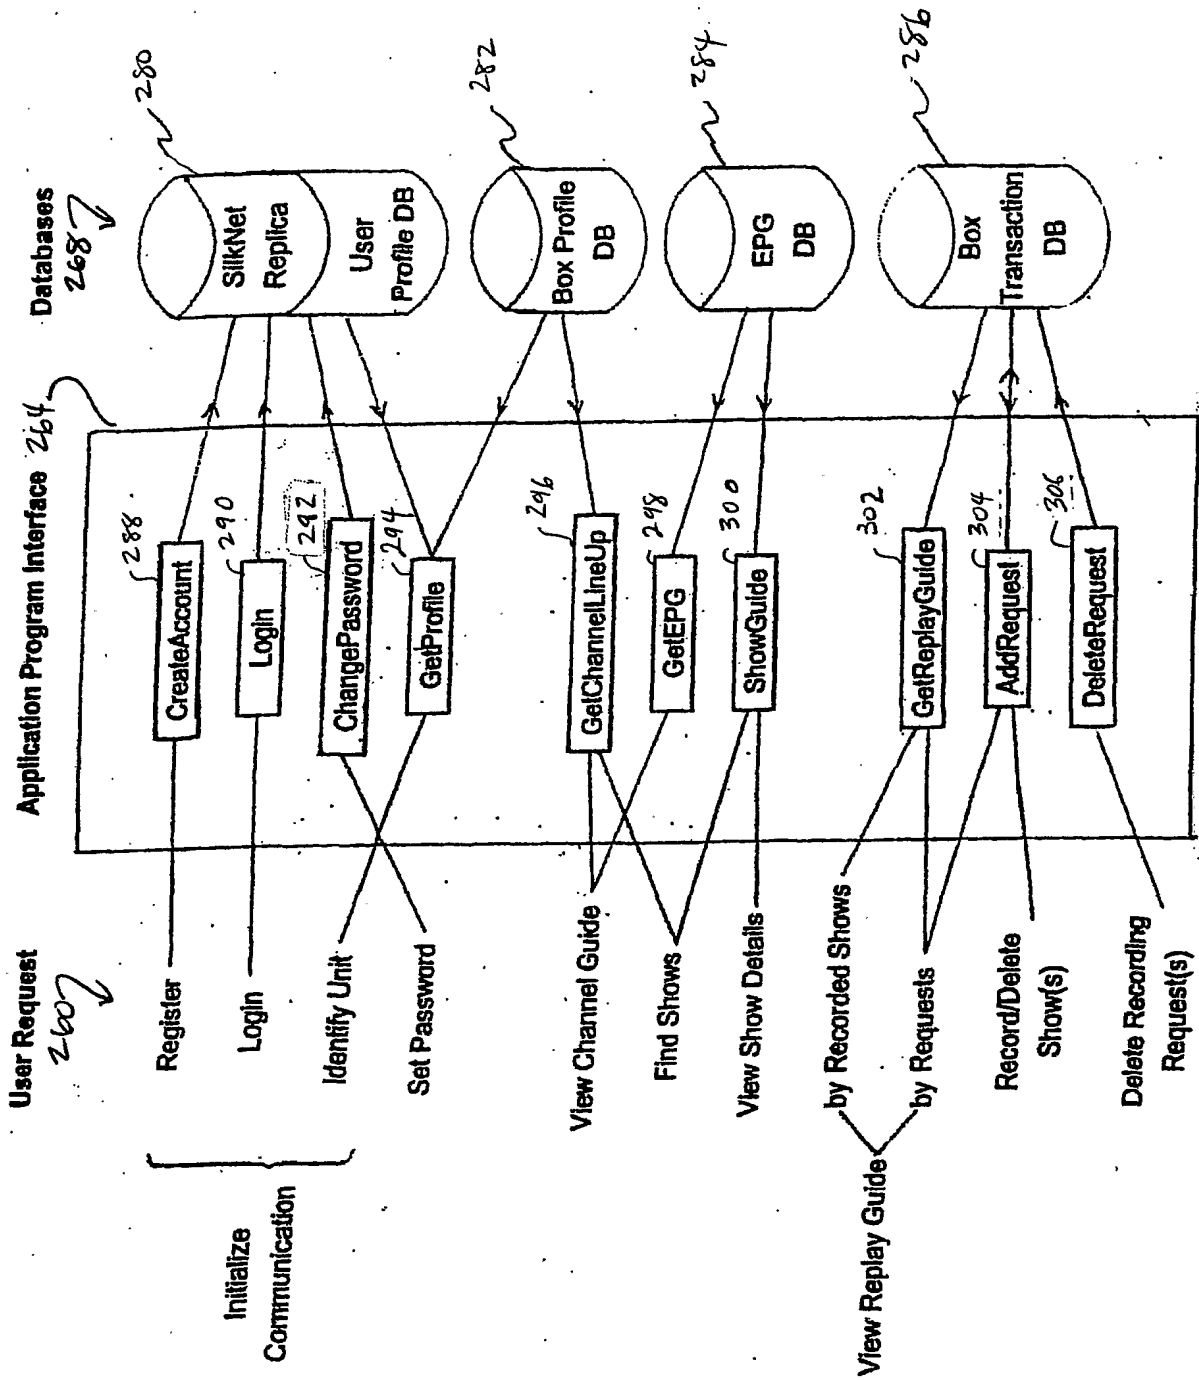 User Request
260
Application Program Interface 264
Databases
268
Initialize
Communication
Register
Login
Identify Unit
Set Password
View Channel Guide
Find Shows
View Show Details
View Replay Guide
by Recorded Shows
by Requests
Record/Delete
Show(s)
Delete Recording
Request(s)
CreateAccount
288
Login
290
ChangePassword
292
GetProfile
294
GetChannelLineUp
296
GetEPG
298
ShowGuide
300
GetReplayGuide
302
AddRequest
304
DeleteRequest
306
SilkNet
Replica
User
Profile DB
280
Box Profile
DB
282
EPG
DB
284
Box
Transaction
DB
286